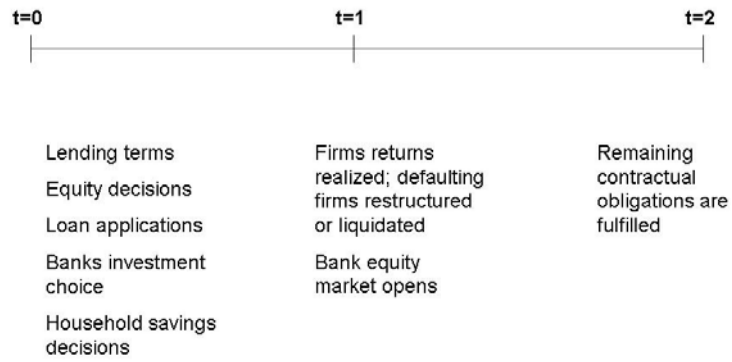 t=0
t=1
t=2
Lending terms
Equity decisions
Loan applications
Banks investment
choice
Household savings
decisions
Firms returns
realized; defaulting
firms restructured
or liquidated
Bank equity
market opens
Remaining
contractual
obligations are
fulfilled